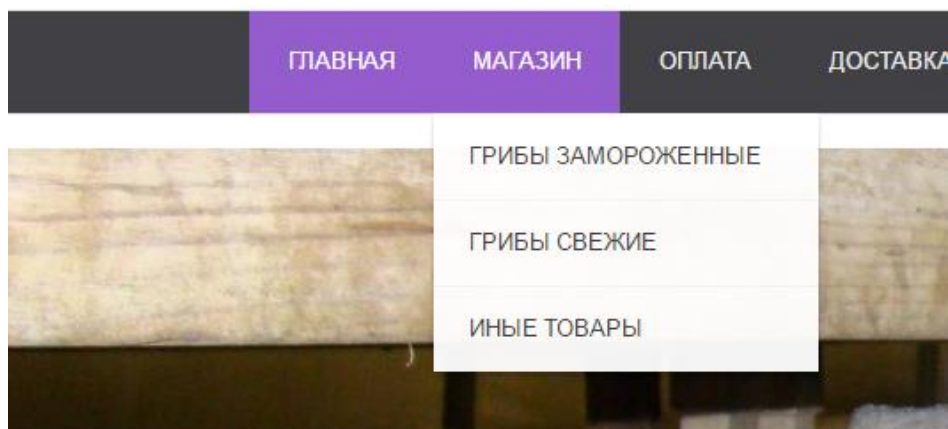 ГЛАВНАЯ МАГАЗИН ОПЛАТА ДОСТАВКА
ГРИБЫ ЗАМОРОЖЕННЫЕ
ГРИБЫ СВЕЖИЕ
ИНЫЕ ТОВАРЫ